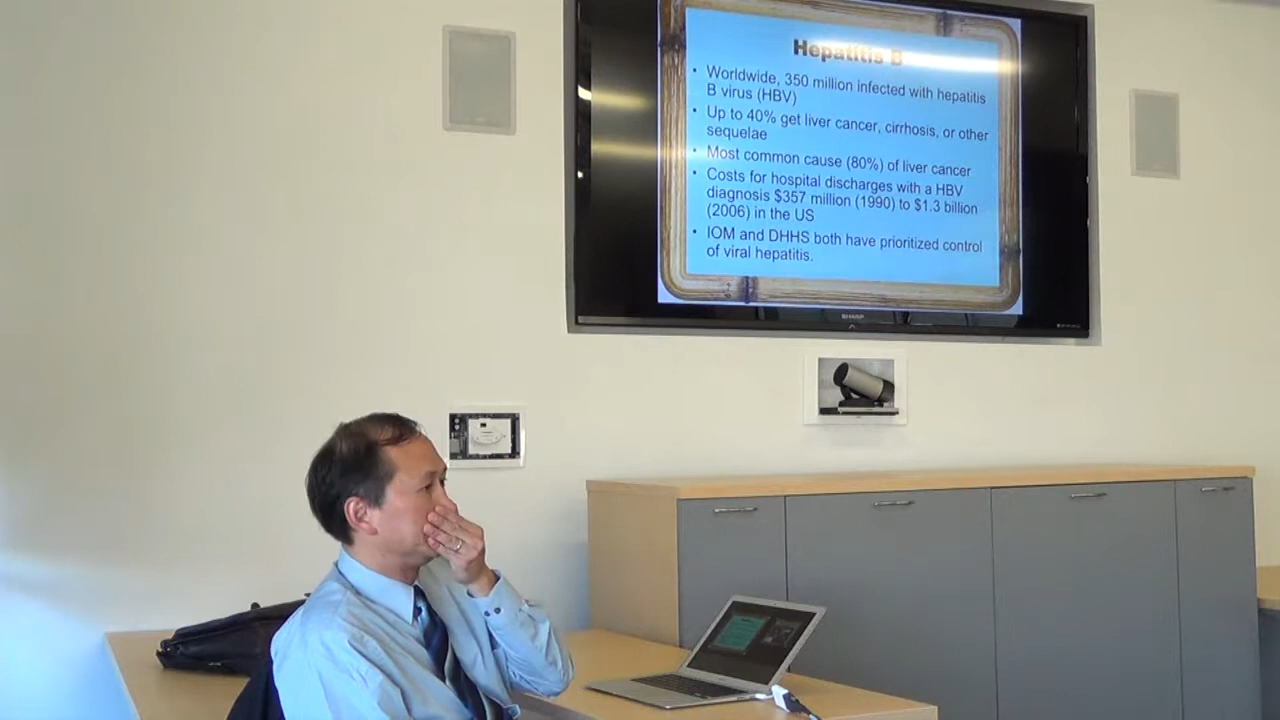 Hepatitis B
• Worldwide, 350 million infected with hepatitis
B virus (HBV)
• Up to 40% get liver cancer, cirrhosis, or other
sequelae
• Most common cause (80%) of liver cancer
• Costs for hospital discharges with a HBV
diagnosis $357 million (1990) to $1.3 billion
(2006) in the US
• IOM and DHHS both have prioritized control
of viral hepatitis.
SHARP